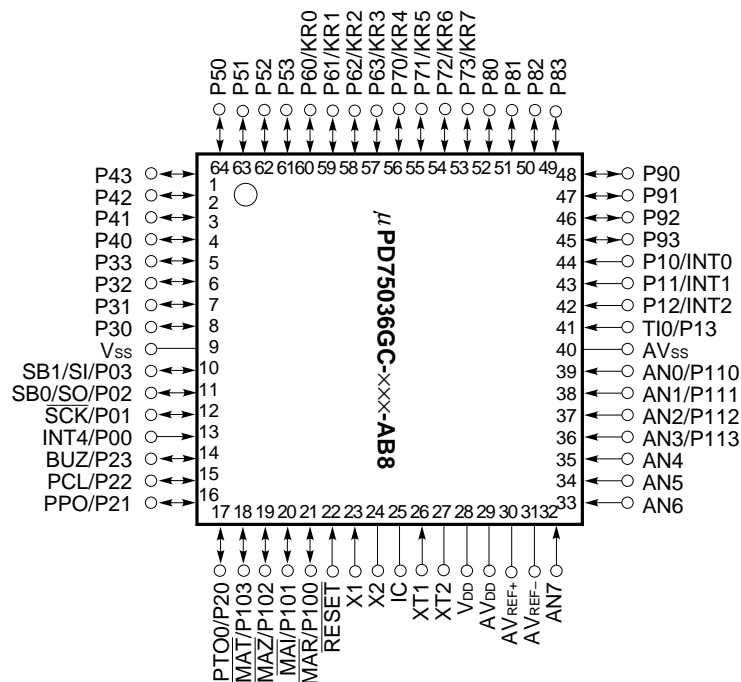 P50
P51
P52
P53
P60/KR0
P61/KR1
P62/KR2
P63/KR3
P70/KR4
P71/KR5
P72/KR6
P73/KR7
P80
P81
P82
P83
64 63 62 61 60 59 58 57 56 55 54 53 52 51 50 49
P43 1
P42 2
P41 3
P40 4
P33 5
P32 6
P31 7
P30 8
VSS 9
SB1/SI/P03 10
SB0/SO/P02 11
SCK/P01 12
INT4/P00 13
BUZ/P23 14
PCL/P22 15
PPO/P21 16
μPD75036GC-×××-AB8
48 P90
47 P91
46 P92
45 P93
44 P10/INT0
43 P11/INT1
42 P12/INT2
41 TI0/P13
40 AVSS
39 AN0/P110
38 AN1/P111
37 AN2/P112
36 AN3/P113
35 AN4
34 AN5
33 AN6
17 18 19 20 21 22 23 24 25 26 27 28 29 30 31 32
PTO0/P20
MAT/P103
MAZ/P102
MAI/P101
MAR/P100
RESET
X1
X2
IC
XT1
XT2
VDD
AVDD
AVREF+
AVREF−
AN7